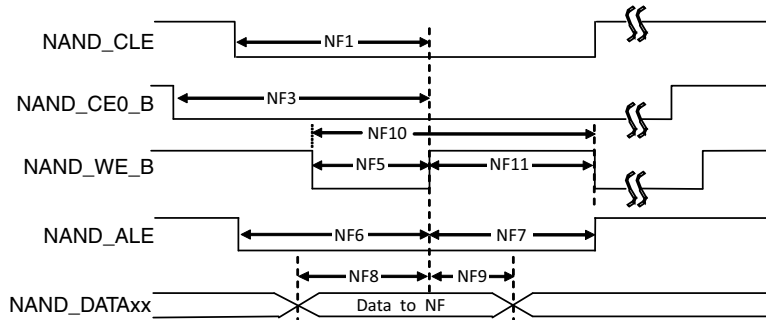 NAND_CLE
NF1
NAND_CE0_B
NF3
NF10
NAND_WE_B
NF5
NF11
NAND_ALE
NF6
NF7
NF8
NF9
NAND_DATAxx
Data to NF